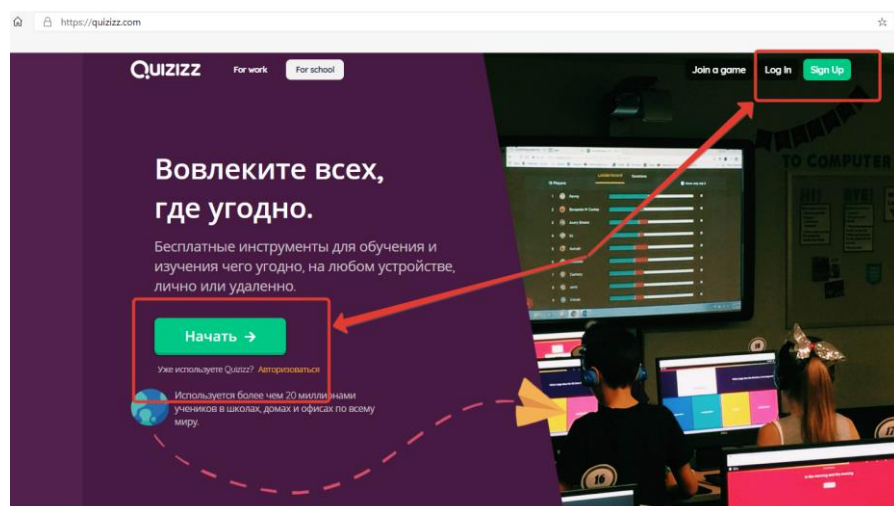 https://quizizz.com
QUIZIZZ For work For school Join a game Log In Sign Up
Вовлеките всех,
где угодно.
Бесплатные инструменты для обучения и
изучения чего угодно, на любом устройстве,
лично или удаленно.
Начать →
Уже используете Quizizz? Авторизоваться
Используется более чем 20 миллионами
учеников в школах, домах и офисах по всему
миру.
TO COMPUTER
16
17